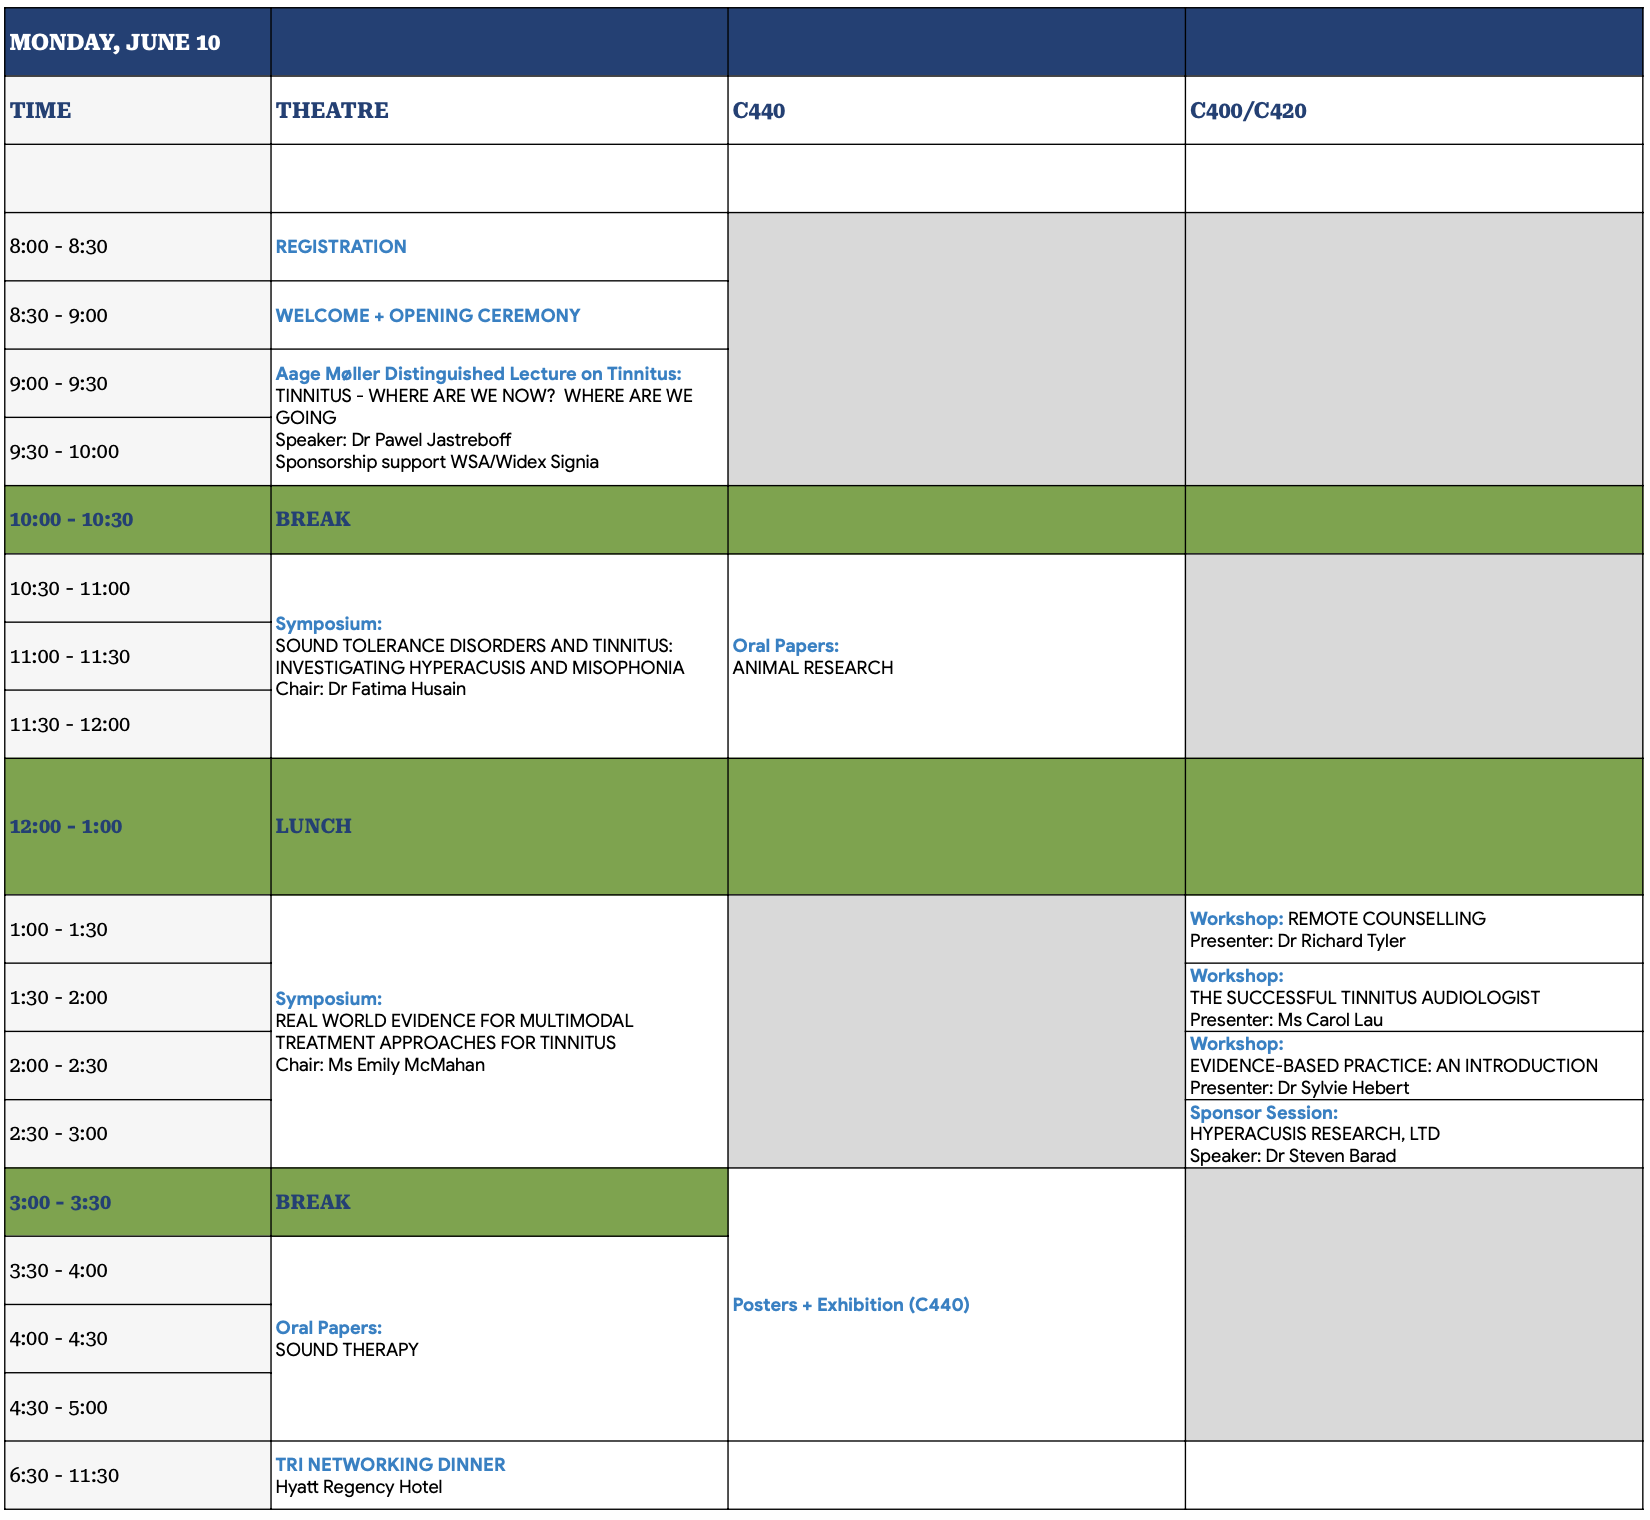 MONDAY, JUNE 10
TIME
THEATRE
C440
C400/C420
8:00 - 8:30
REGISTRATION
8:30 - 9:00
WELCOME + OPENING CEREMONY
9:00 - 9:30
Aage Møller Distinguished Lecture on Tinnitus:
TINNITUS - WHERE ARE WE NOW?  WHERE ARE WE
GOING
Speaker: Dr Pawel Jastreboff
Sponsorship support WSA/Widex Signia
9:30 - 10:00
10:00 - 10:30
BREAK
10:30 - 11:00
11:00 - 11:30
11:30 - 12:00
Symposium:
SOUND TOLERANCE DISORDERS AND TINNITUS:
INVESTIGATING HYPERACUSIS AND MISOPHONIA
Chair: Dr Fatima Husain
Oral Papers:
ANIMAL RESEARCH
12:00 - 1:00
LUNCH
1:00 - 1:30
1:30 - 2:00
2:00 - 2:30
2:30 - 3:00
Symposium:
REAL WORLD EVIDENCE FOR MULTIMODAL
TREATMENT APPROACHES FOR TINNITUS
Chair: Ms Emily McMahan
Workshop: REMOTE COUNSELLING
Presenter: Dr Richard Tyler
Workshop:
THE SUCCESSFUL TINNITUS AUDIOLOGIST
Presenter: Ms Carol Lau
Workshop:
EVIDENCE-BASED PRACTICE: AN INTRODUCTION
Presenter: Dr Sylvie Hebert
Sponsor Session:
HYPERACUSIS RESEARCH, LTD
Speaker: Dr Steven Barad
3:00 - 3:30
BREAK
3:30 - 4:00
4:00 - 4:30
4:30 - 5:00
Oral Papers:
SOUND THERAPY
Posters + Exhibition (C440)
6:30 - 11:30
TRI NETWORKING DINNER
Hyatt Regency Hotel